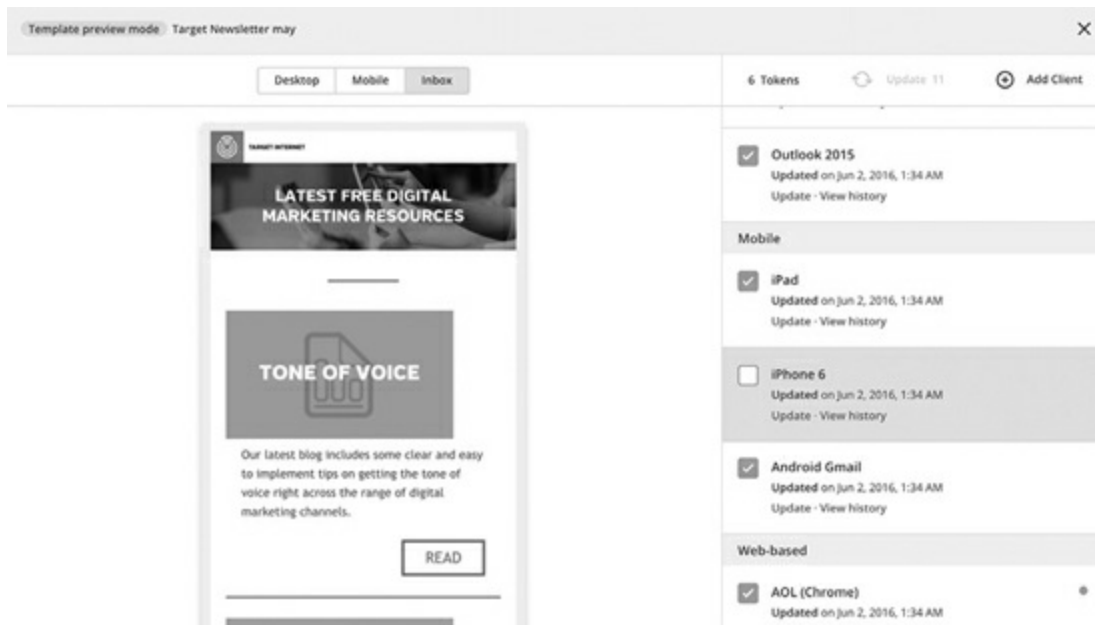 Template preview mode Target Newsletter may
Desktop Mobile Inbox
6 Tokens Update 11 Add Client
TARGET INTERNET
LATEST FREE DIGITAL
MARKETING RESOURCES
TONE OF VOICE
Our latest blog includes some clear and easy
to implement tips on getting the tone of
voice right across the range of digital
marketing channels.
READ
Outlook 2015
Updated on Jun 2, 2016, 1:34 AM
Update · View history
Mobile
iPad
Updated on Jun 2, 2016, 1:34 AM
Update · View history
iPhone 6
Updated on Jun 2, 2016, 1:34 AM
Update · View history
Android Gmail
Updated on Jun 2, 2016, 1:34 AM
Update · View history
Web-based
AOL (Chrome)
Updated on Jun 2, 2016, 1:34 AM